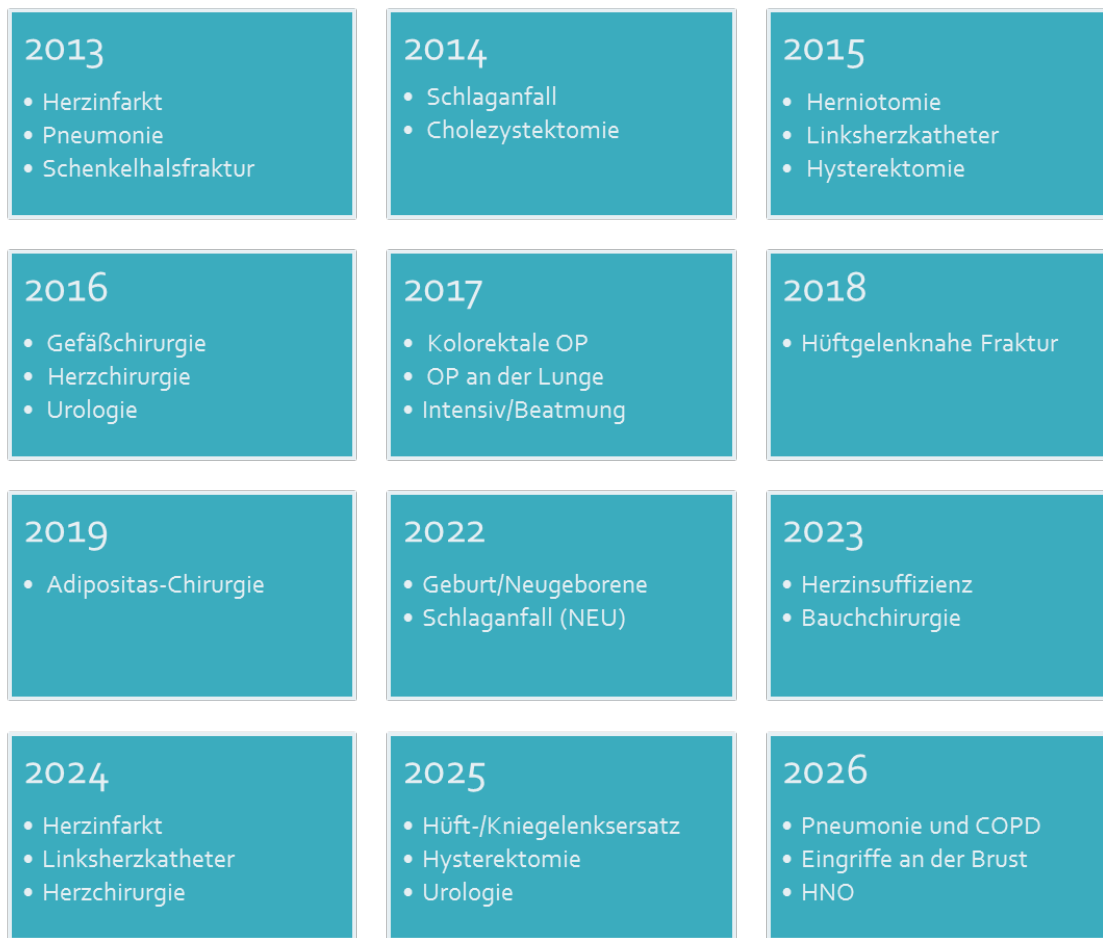 2013
• Herzinfarkt
• Pneumonie
• Schenkelhalsfraktur
2014
• Schlaganfall
• Cholezystektomie
2015
• Herniotomie
• Linksherzkatheter
• Hysterektomie
2016
• Gefäßchirurgie
• Herzchirurgie
• Urologie
2017
• Kolorektale OP
• OP an der Lunge
• Intensiv/Beatmung
2018
• Hüftgelenknahe Fraktur
2019
• Adipositas-Chirurgie
2022
• Geburt/Neugeborene
• Schlaganfall (NEU)
2023
• Herzinsuffizienz
• Bauchchirurgie
2024
• Herzinfarkt
• Linksherzkatheter
• Herzchirurgie
2025
• Hüft-/Kniegelenksersatz
• Hysterektomie
• Urologie
2026
• Pneumonie und COPD
• Eingriffe an der Brust
• HNO